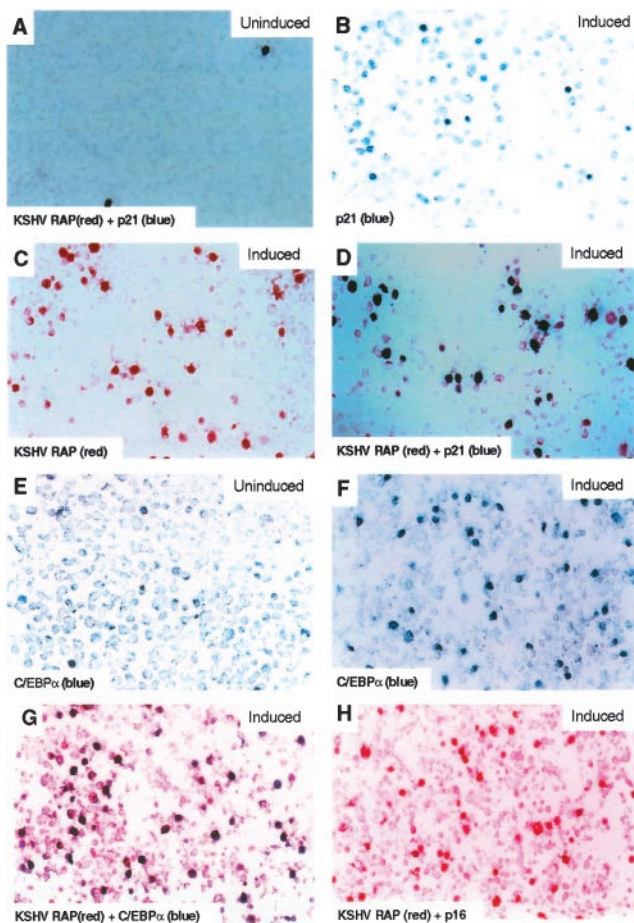 A
Uninduced
KSHV RAP(red) + p21 (blue)
B
Induced
p21 (blue)
C
Induced
KSHV RAP (red)
D
Induced
KSHV RAP (red) + p21 (blue)
E
Uninduced
C/EBPα (blue)
F
Induced
C/EBPα (blue)
G
Induced
KSHV RAP(red) + C/EBPα (blue)
H
Induced
KSHV RAP (red) + p16